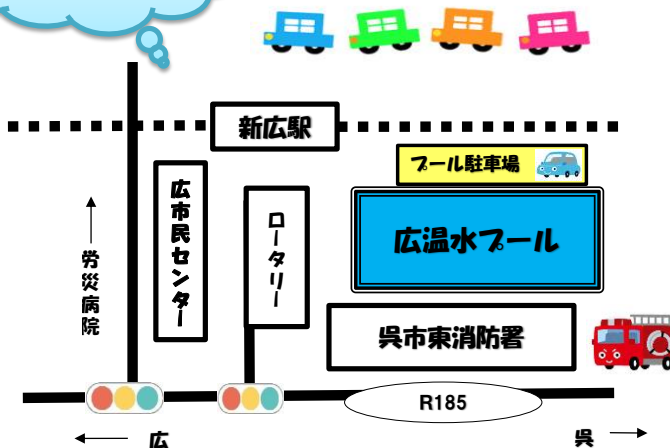 新広駅
プール駐車場
広市民センター
ロータリー
広温水プール
労災病院
呉市東消防署
R185
広
呉